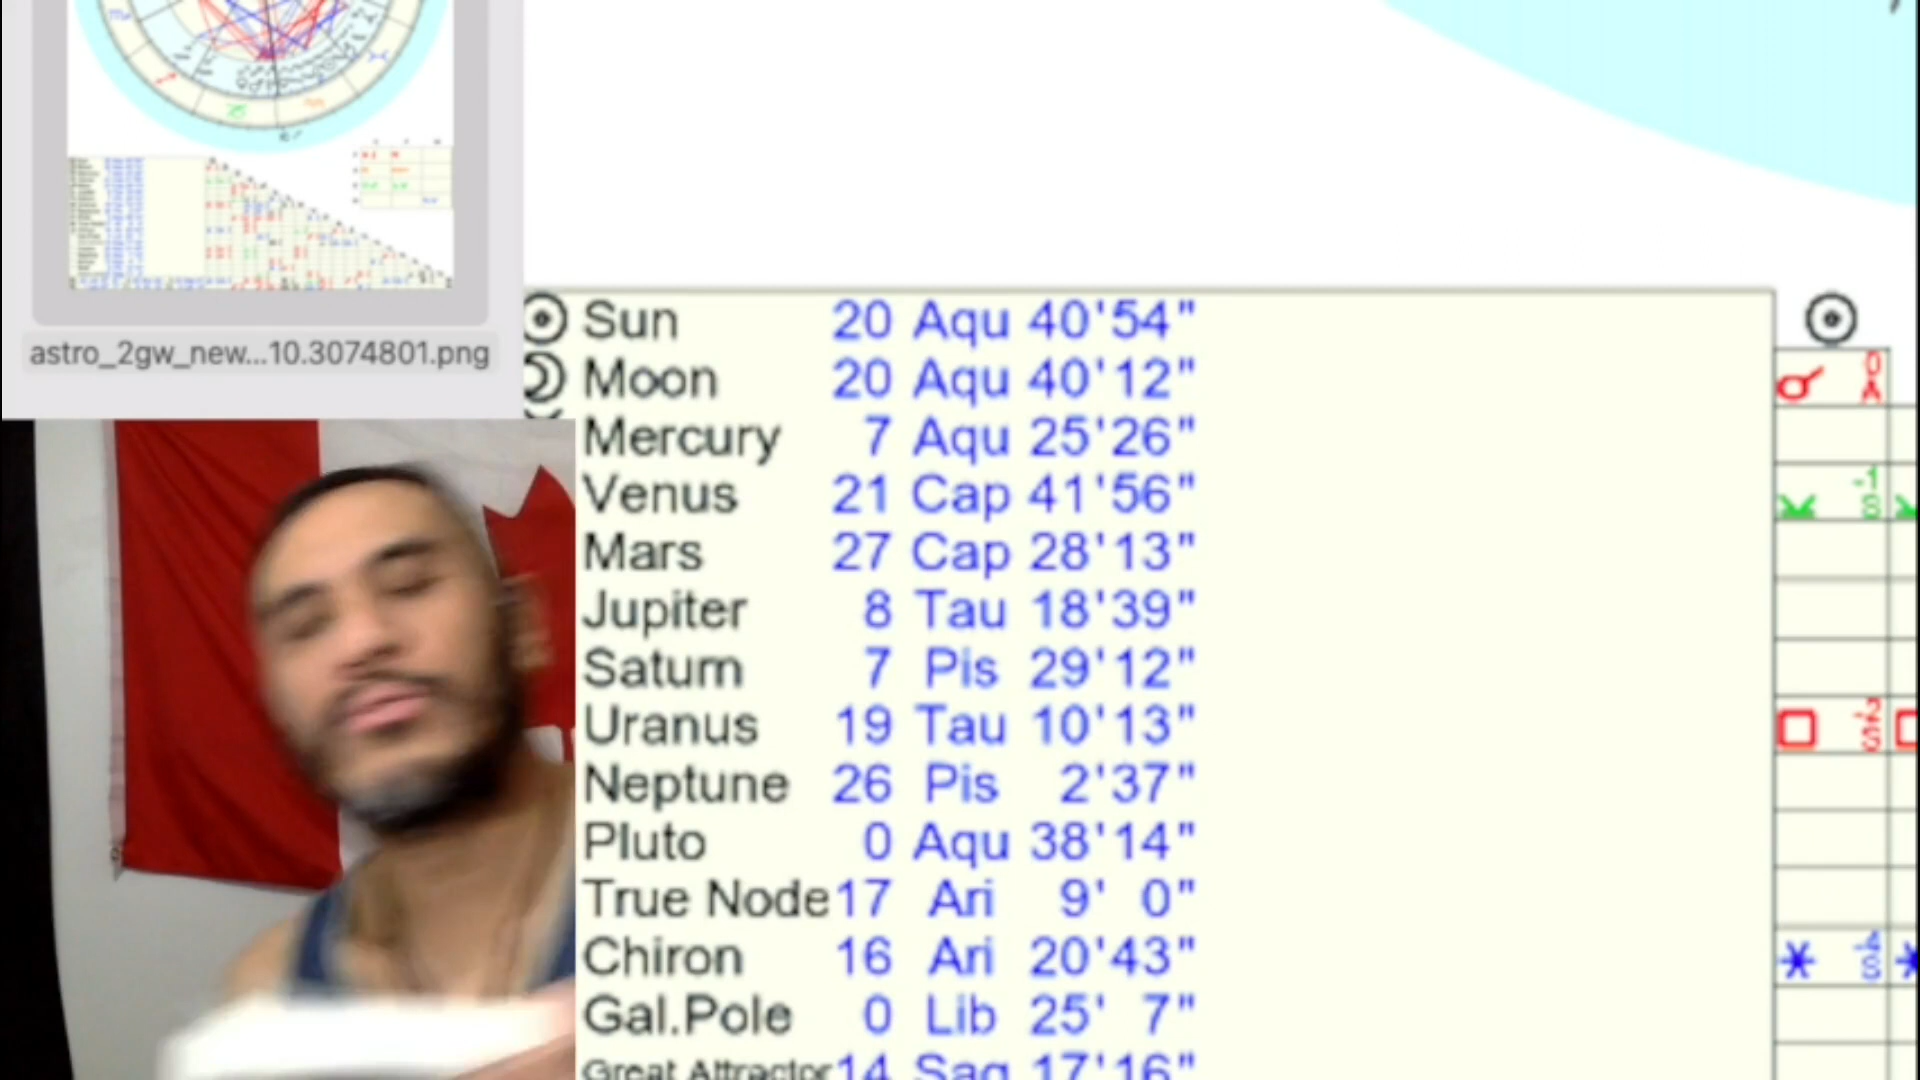 astro_2gw_new...10.3074801.png
Sun 20 Aqu 40'54"
Moon 20 Aqu 40'12"
Mercury 7 Aqu 25'26"
Venus 21 Cap 41'56"
Mars 27 Cap 28'13"
Jupiter 8 Tau 18'39"
Saturn 7 Pis 29'12"
Uranus 19 Tau 10'13"
Neptune 26 Pis 2'37"
Pluto 0 Aqu 38'14"
True Node 17 Ari 9' 0"
Chiron 16 Ari 20'43"
Gal.Pole 0 Lib 25' 7"
Great Attractor 14 Sag 17'16"
0
A
-1
S
-2
S
-4
S